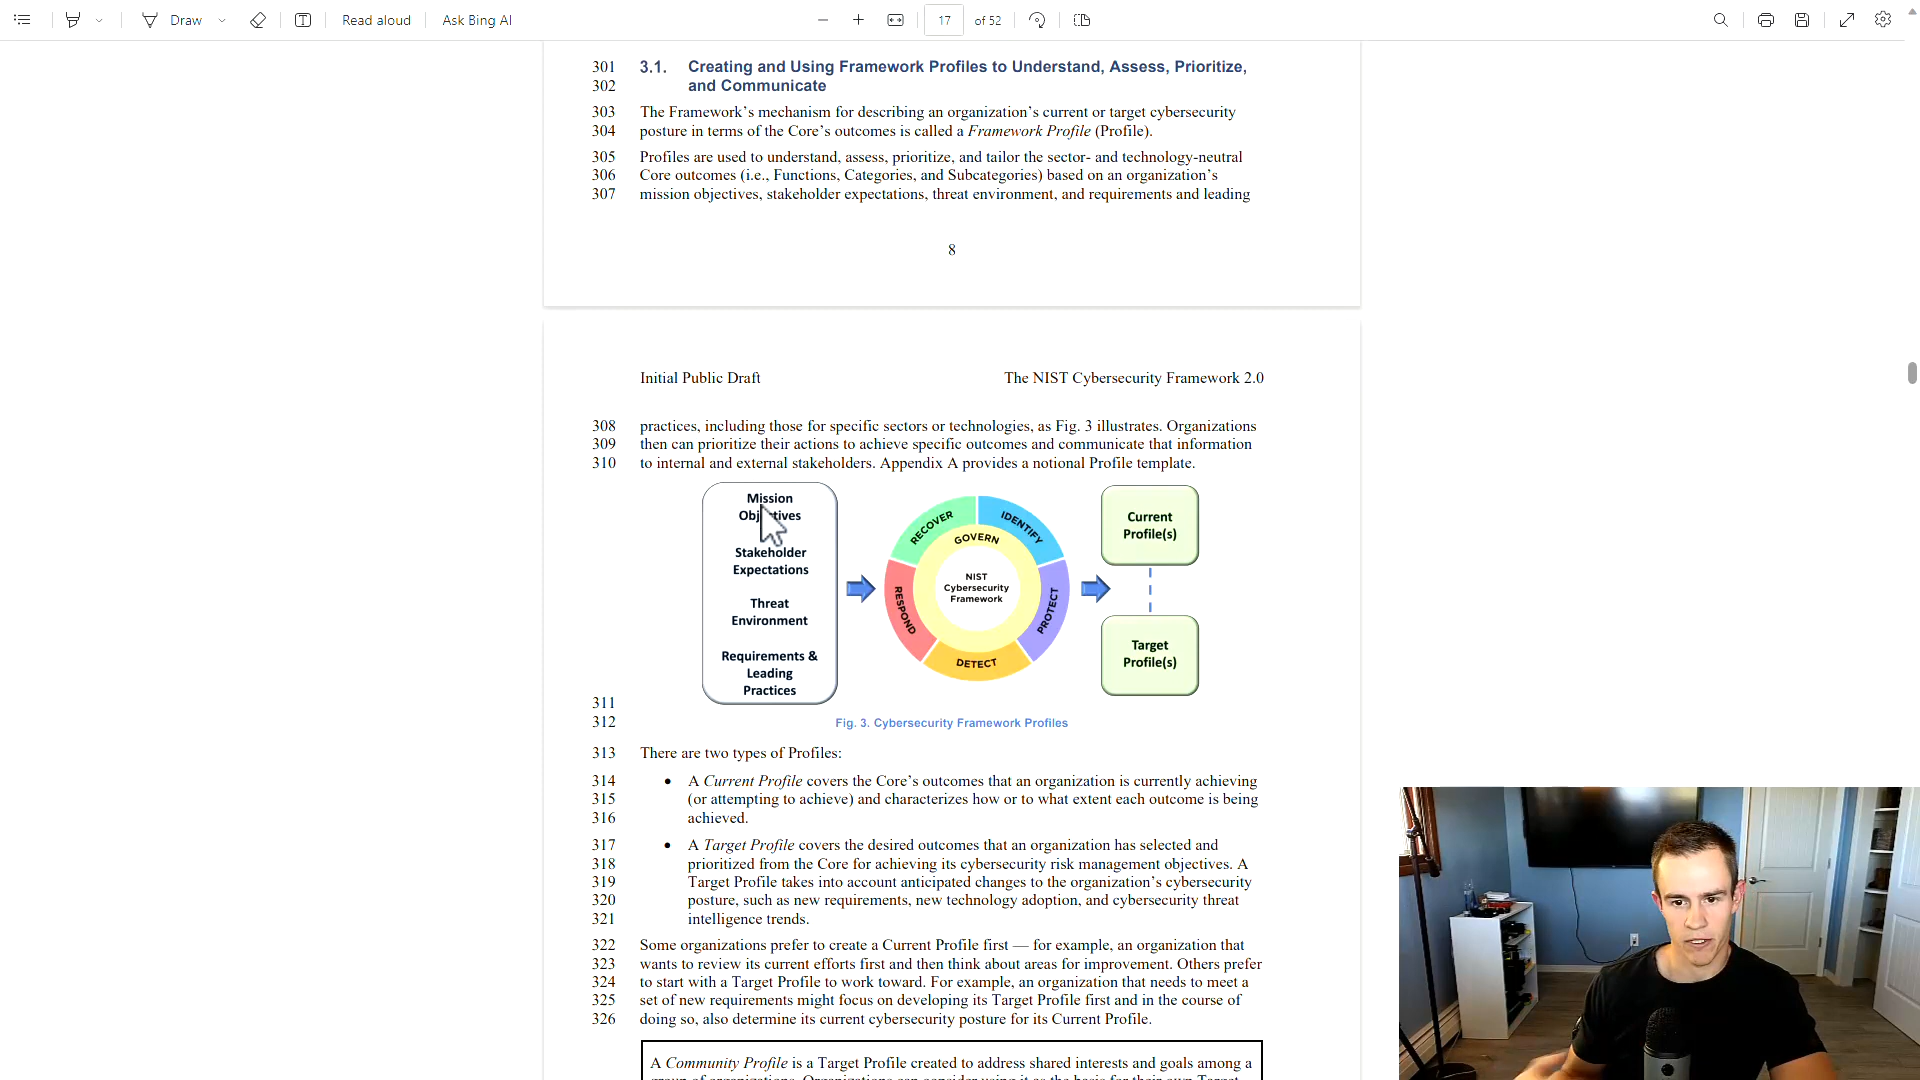 Draw
Read aloud
Ask Bing AI
17
of 52
301 3.1. Creating and Using Framework Profiles to Understand, Assess, Prioritize,
302 and Communicate
303 The Framework’s mechanism for describing an organization’s current or target cybersecurity
304 posture in terms of the Core’s outcomes is called a Framework Profile (Profile).
305 Profiles are used to understand, assess, prioritize, and tailor the sector- and technology-neutral
306 Core outcomes (i.e., Functions, Categories, and Subcategories) based on an organization’s
307 mission objectives, stakeholder expectations, threat environment, and requirements and leading
8
Initial Public Draft The NIST Cybersecurity Framework 2.0
308 practices, including those for specific sectors or technologies, as Fig. 3 illustrates. Organizations
309 then can prioritize their actions to achieve specific outcomes and communicate that information
310 to internal and external stakeholders. Appendix A provides a notional Profile template.
Mission
Objectives
Stakeholder
Expectations
Threat
Environment
Requirements &
Leading
Practices
RECOVER
IDENTIFY
GOVERN
NIST
Cybersecurity
Framework
RESPOND
PROTECT
DETECT
Current
Profile(s)
Target
Profile(s)
311
312 Fig. 3. Cybersecurity Framework Profiles
313 There are two types of Profiles:
314 • A Current Profile covers the Core’s outcomes that an organization is currently achieving
315 (or attempting to achieve) and characterizes how or to what extent each outcome is being
316 achieved.
317 • A Target Profile covers the desired outcomes that an organization has selected and
318 prioritized from the Core for achieving its cybersecurity risk management objectives. A
319 Target Profile takes into account anticipated changes to the organization’s cybersecurity
320 posture, such as new requirements, new technology adoption, and cybersecurity threat
321 intelligence trends.
322 Some organizations prefer to create a Current Profile first — for example, an organization that
323 wants to review its current efforts first and then think about areas for improvement. Others prefer
324 to start with a Target Profile to work toward. For example, an organization that needs to meet a
325 set of new requirements might focus on developing its Target Profile first and in the course of
326 doing so, also determine its current cybersecurity posture for its Current Profile.
A Community Profile is a Target Profile created to address shared interests and goals among a